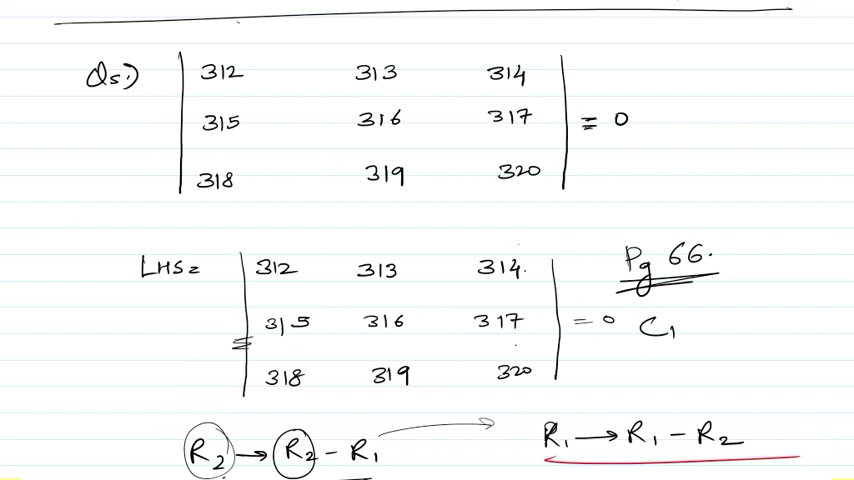 Qs:) | 312 313 314 |
| 315 316 317 | = 0
| 318 319 320 |
LHS = | 312 313 314. | Pg 66.
| 315 316 317 | = 0 C₁
| 318 319 320 |
R₂ → R₂ - R₁ → R₁ → R₁ - R₂